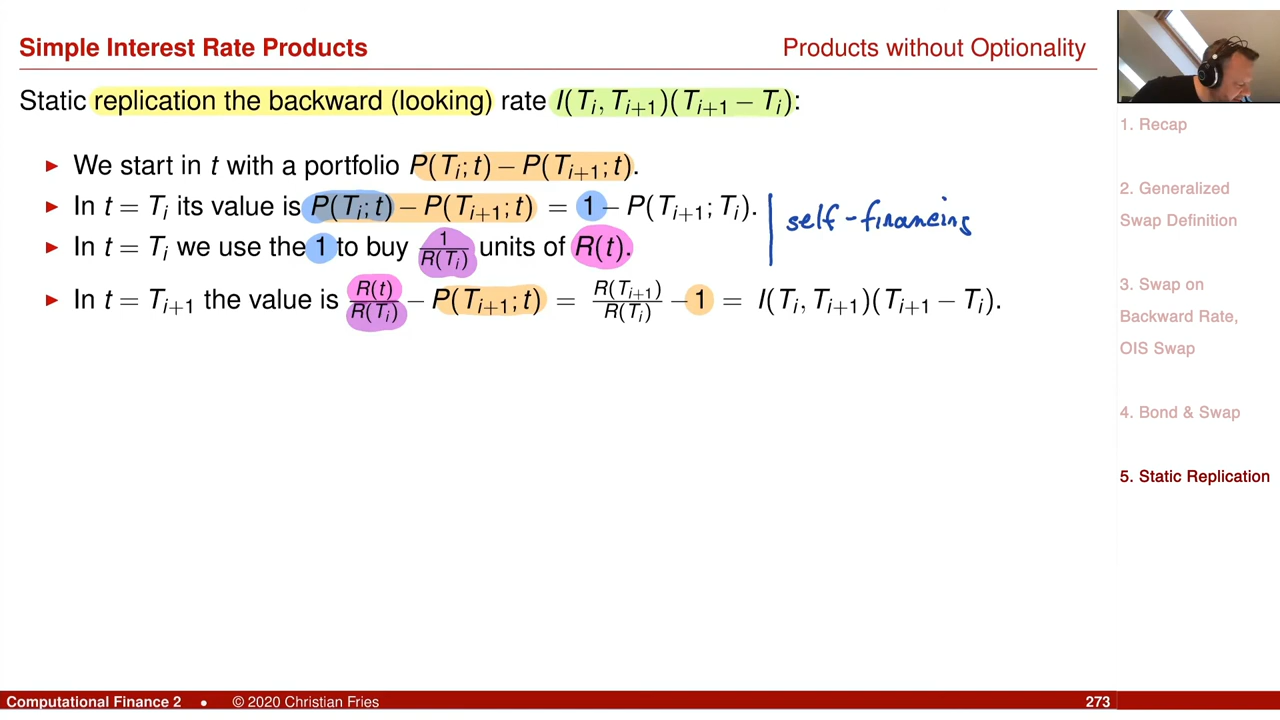 Simple Interest Rate Products
Products without Optionality
Static replication the backward (looking) rate I(Tᵢ, Tᵢ₊₁)(Tᵢ₊₁ − Tᵢ):
▶ We start in t with a portfolio P(Tᵢ; t) − P(Tᵢ₊₁; t).
▶ In t = Tᵢ its value is P(Tᵢ; t) − P(Tᵢ₊₁; t) = 1 − P(Tᵢ₊₁; Tᵢ).
self-financing
▶ In t = Tᵢ we use the 1 to buy 1/R(Tᵢ) units of R(t).
▶ In t = Tᵢ₊₁ the value is R(t)/R(Tᵢ) − P(Tᵢ₊₁; t) = R(Tᵢ₊₁)/R(Tᵢ) − 1 = I(Tᵢ, Tᵢ₊₁)(Tᵢ₊₁ − Tᵢ).
1. Recap
2. Generalized
Swap Definition
3. Swap on
Backward Rate,
OIS Swap
4. Bond & Swap
5. Static Replication
Computational Finance 2 • © 2020 Christian Fries
273